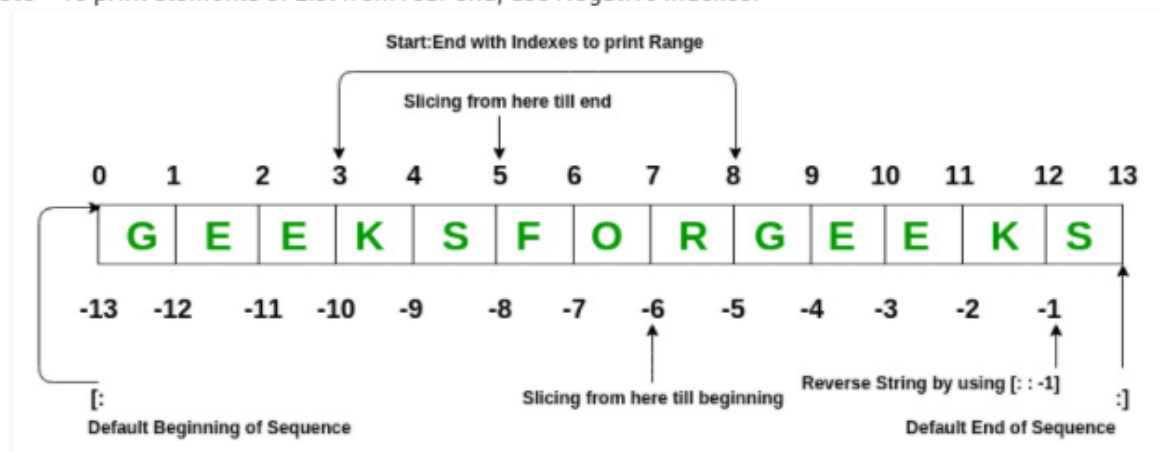 Start:End with Indexes to print Range
Slicing from here till end
0 1 2 3 4 5 6 7 8 9 10 11 12 13
G E E K S F O R G E E K S
-13 -12 -11 -10 -9 -8 -7 -6 -5 -4 -3 -2 -1
Reverse String by using [: : -1]
[: Slicing from here till beginning :]
Default Beginning of Sequence Default End of Sequence